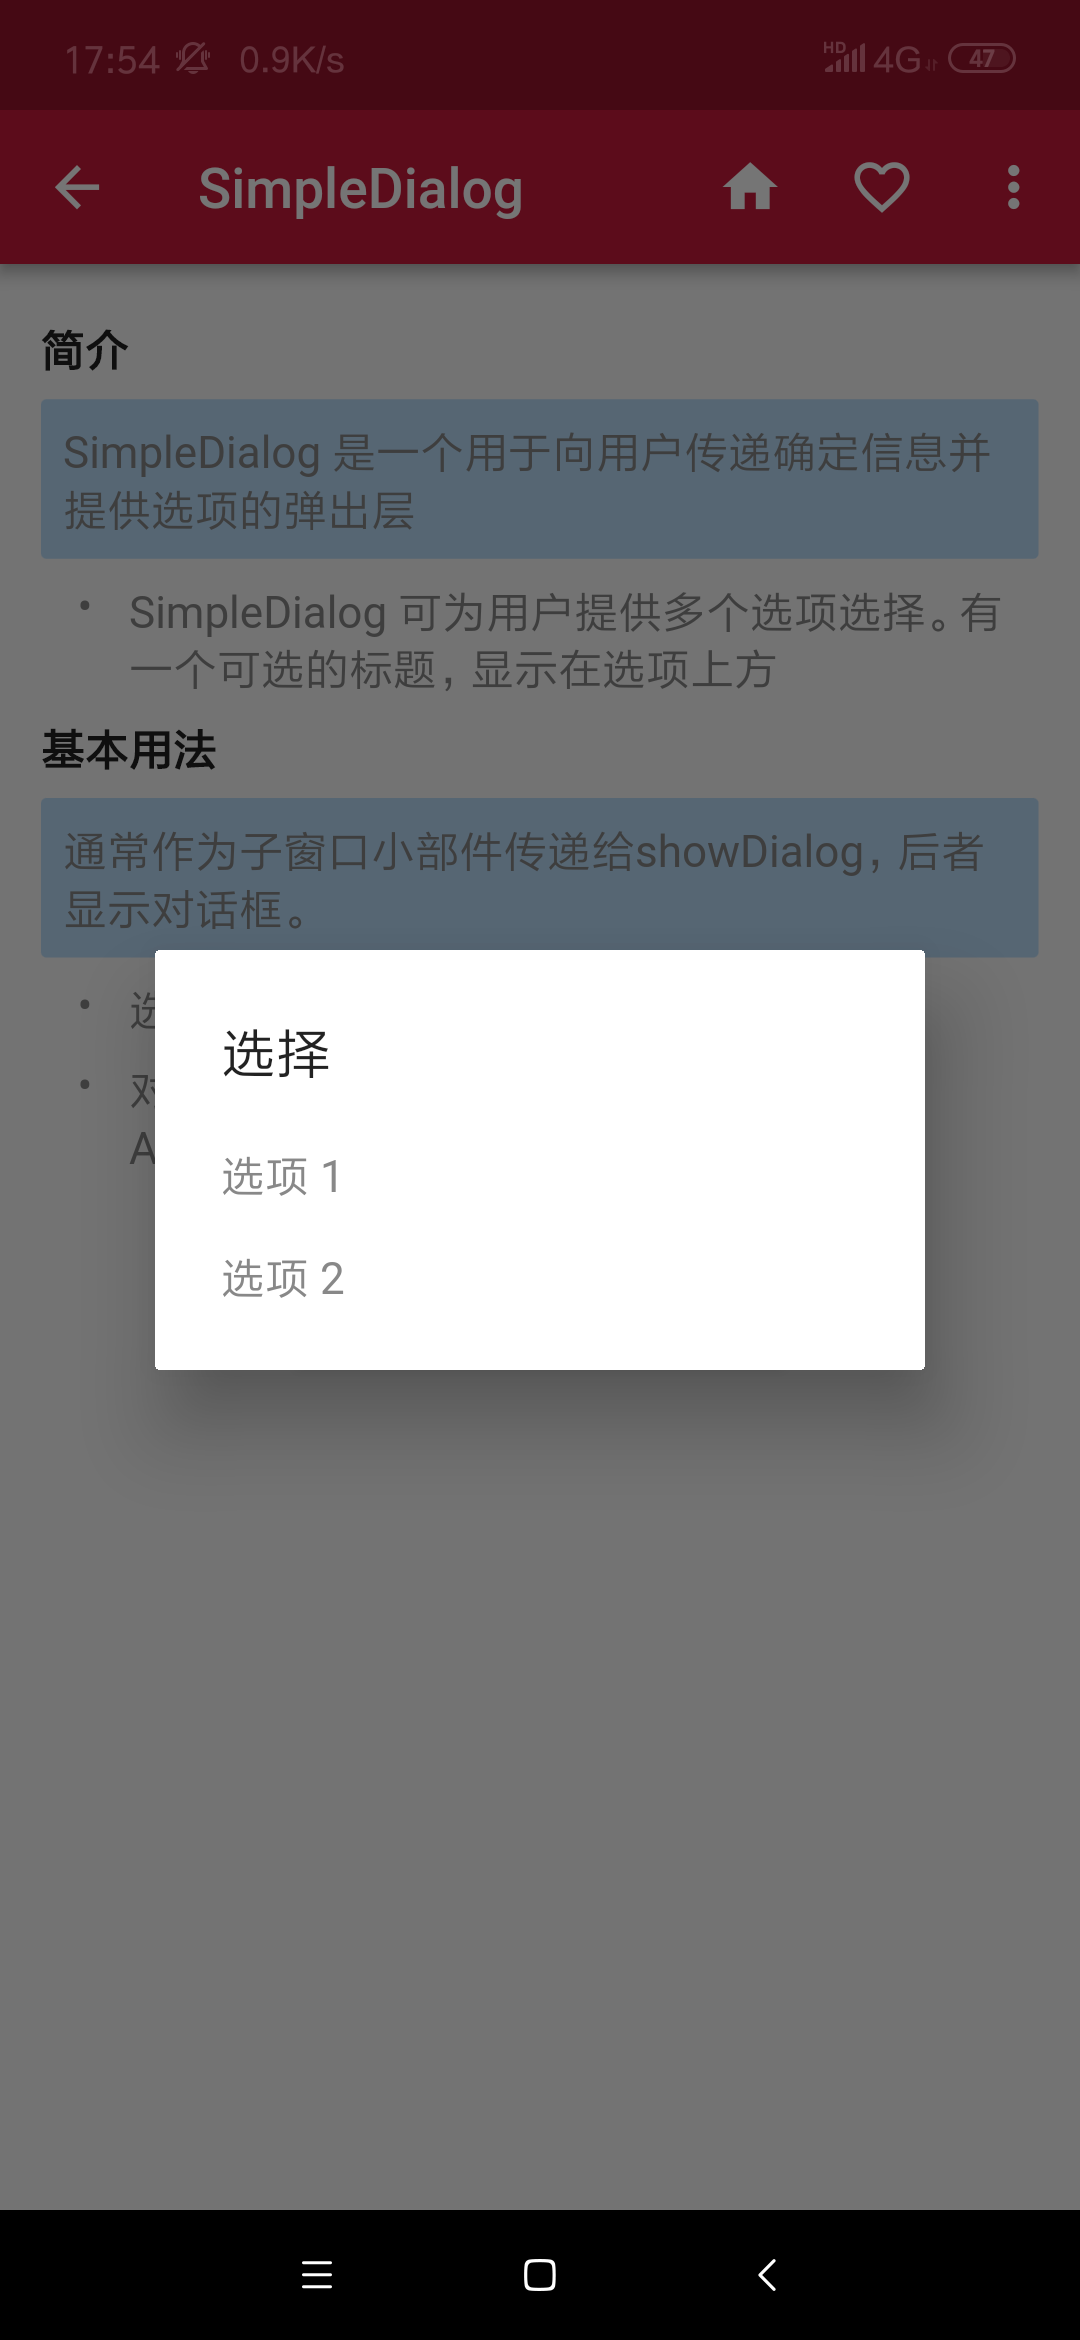 17:54 0.9K/s HD 4G 47
SimpleDialog
简介
SimpleDialog 是一个用于向用户传递确定信息并
提供选项的弹出层
• SimpleDialog 可为用户提供多个选项选择。有
一个可选的标题，显示在选项上方
基本用法
通常作为子窗口小部件传递给showDialog，后者
显示对话框。
选择
选项 1
选项 2